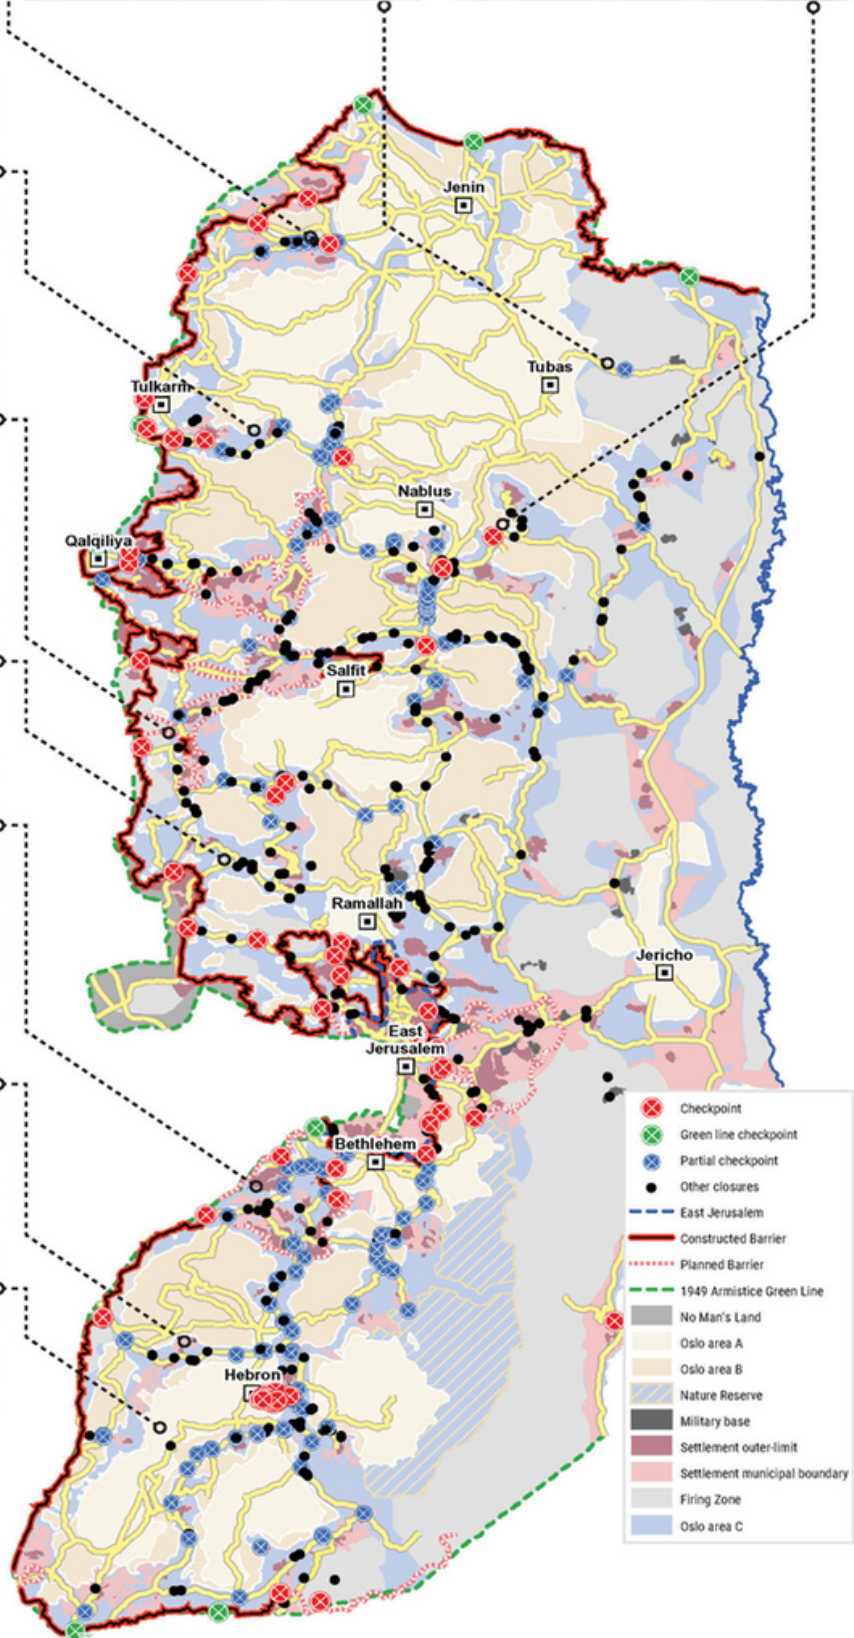 Jenin
Tubas
Tulkarm
Nablus
Qalqiliya
Salfit
Ramallah
Jericho
East
Jerusalem
Bethlehem
Hebron
Checkpoint
Green line checkpoint
Partial checkpoint
Other closures
East Jerusalem
Constructed Barrier
Planned Barrier
1949 Armistice Green Line
No Man's Land
Oslo area A
Oslo area B
Nature Reserve
Military base
Settlement outer-limit
Settlement municipal boundary
Firing Zone
Oslo area C